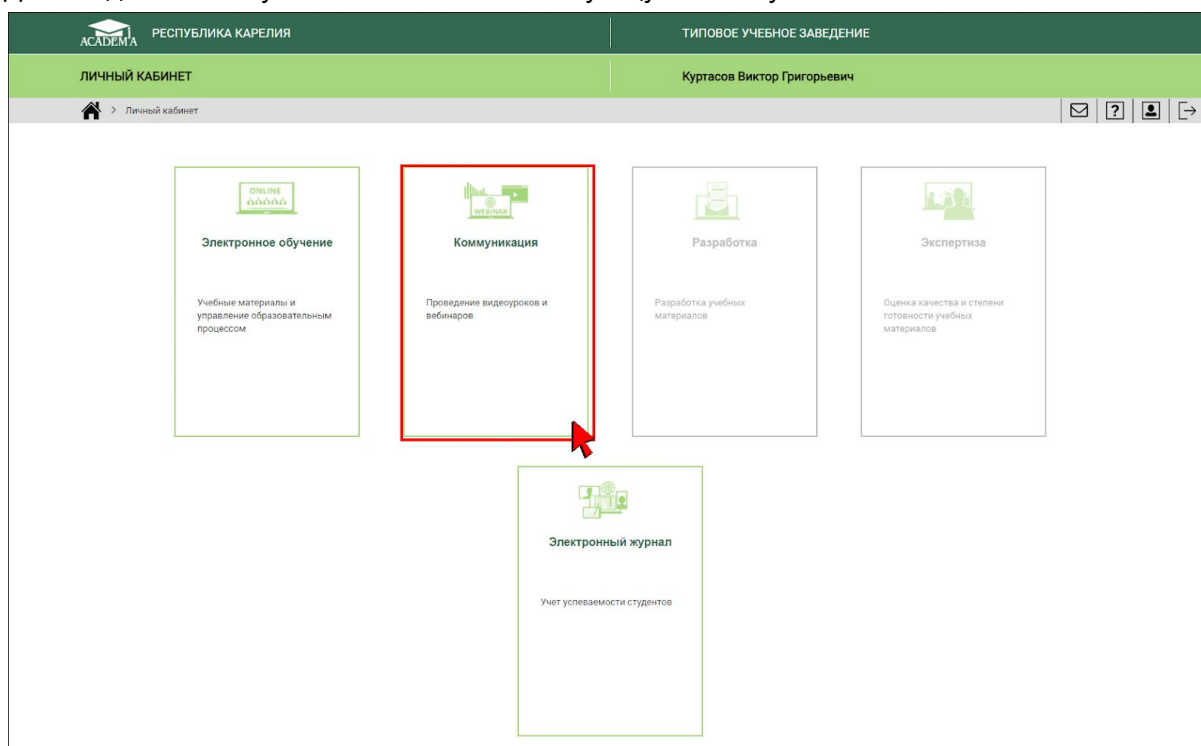 ACADEM'A
РЕСПУБЛИКА КАРЕЛИЯ
ТИПОВОЕ УЧЕБНОЕ ЗАВЕДЕНИЕ
ЛИЧНЫЙ КАБИНЕТ
Куртасов Виктор Григорьевич
> Личный кабинет
?
ONLINE
Электронное обучение
Учебные материалы и
управление образовательным
процессом
WEBINAR
Коммуникация
Проведение видеоуроков и
вебинаров
Разработка
Разработка учебных
материалов
Экспертиза
Оценка качества и степени
готовности учебных
материалов
Электронный журнал
Учет успеваемости студентов